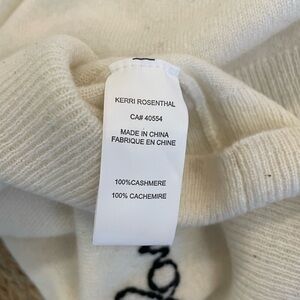 KERRI ROSENTHAL
CA# 40554
MADE IN CHINA
FABRIQUE EN CHINE
100%CASHMERE
100% CACHEMIRE